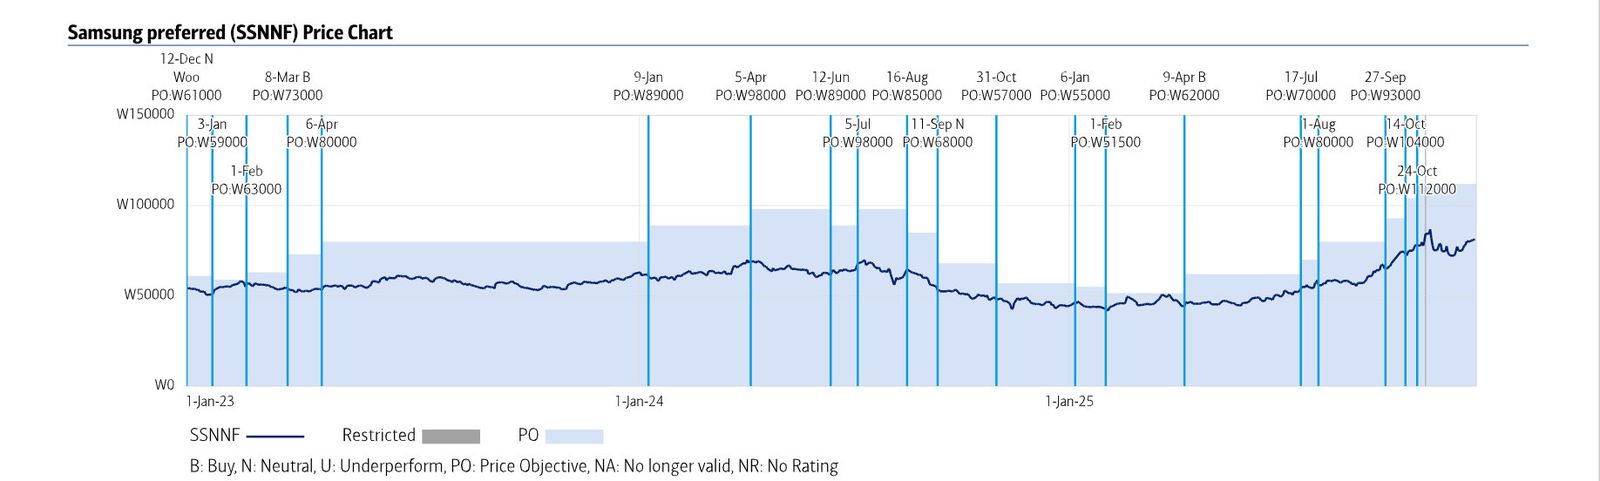 Samsung preferred (SSNNF) Price Chart
12-Dec N
Woo 8-Mar B 9-Jan 5-Apr 12-Jun 16-Aug 31-Oct 6-Jan 9-Apr B 17-Jul 27-Sep
PO:W61000 PO:W73000 PO:W89000 PO:W98000 PO:W89000 PO:W85000 PO:W57000 PO:W55000 PO:W62000 PO:W70000 PO:W93000
W150000
3-Jan 6-Apr 5-Jul 11-Sep N 1-Feb 1-Aug 14-Oct
PO:W59000 PO:W80000 PO:W98000 PO:W68000 PO:W51500 PO:W80000 PO:W104000
1-Feb 24-Oct
PO:W63000 PO:W112000
W100000
W50000
W0
1-Jan-23 1-Jan-24 1-Jan-25
SSNNF Restricted PO
B: Buy, N: Neutral, U: Underperform, PO: Price Objective, NA: No longer valid, NR: No Rating